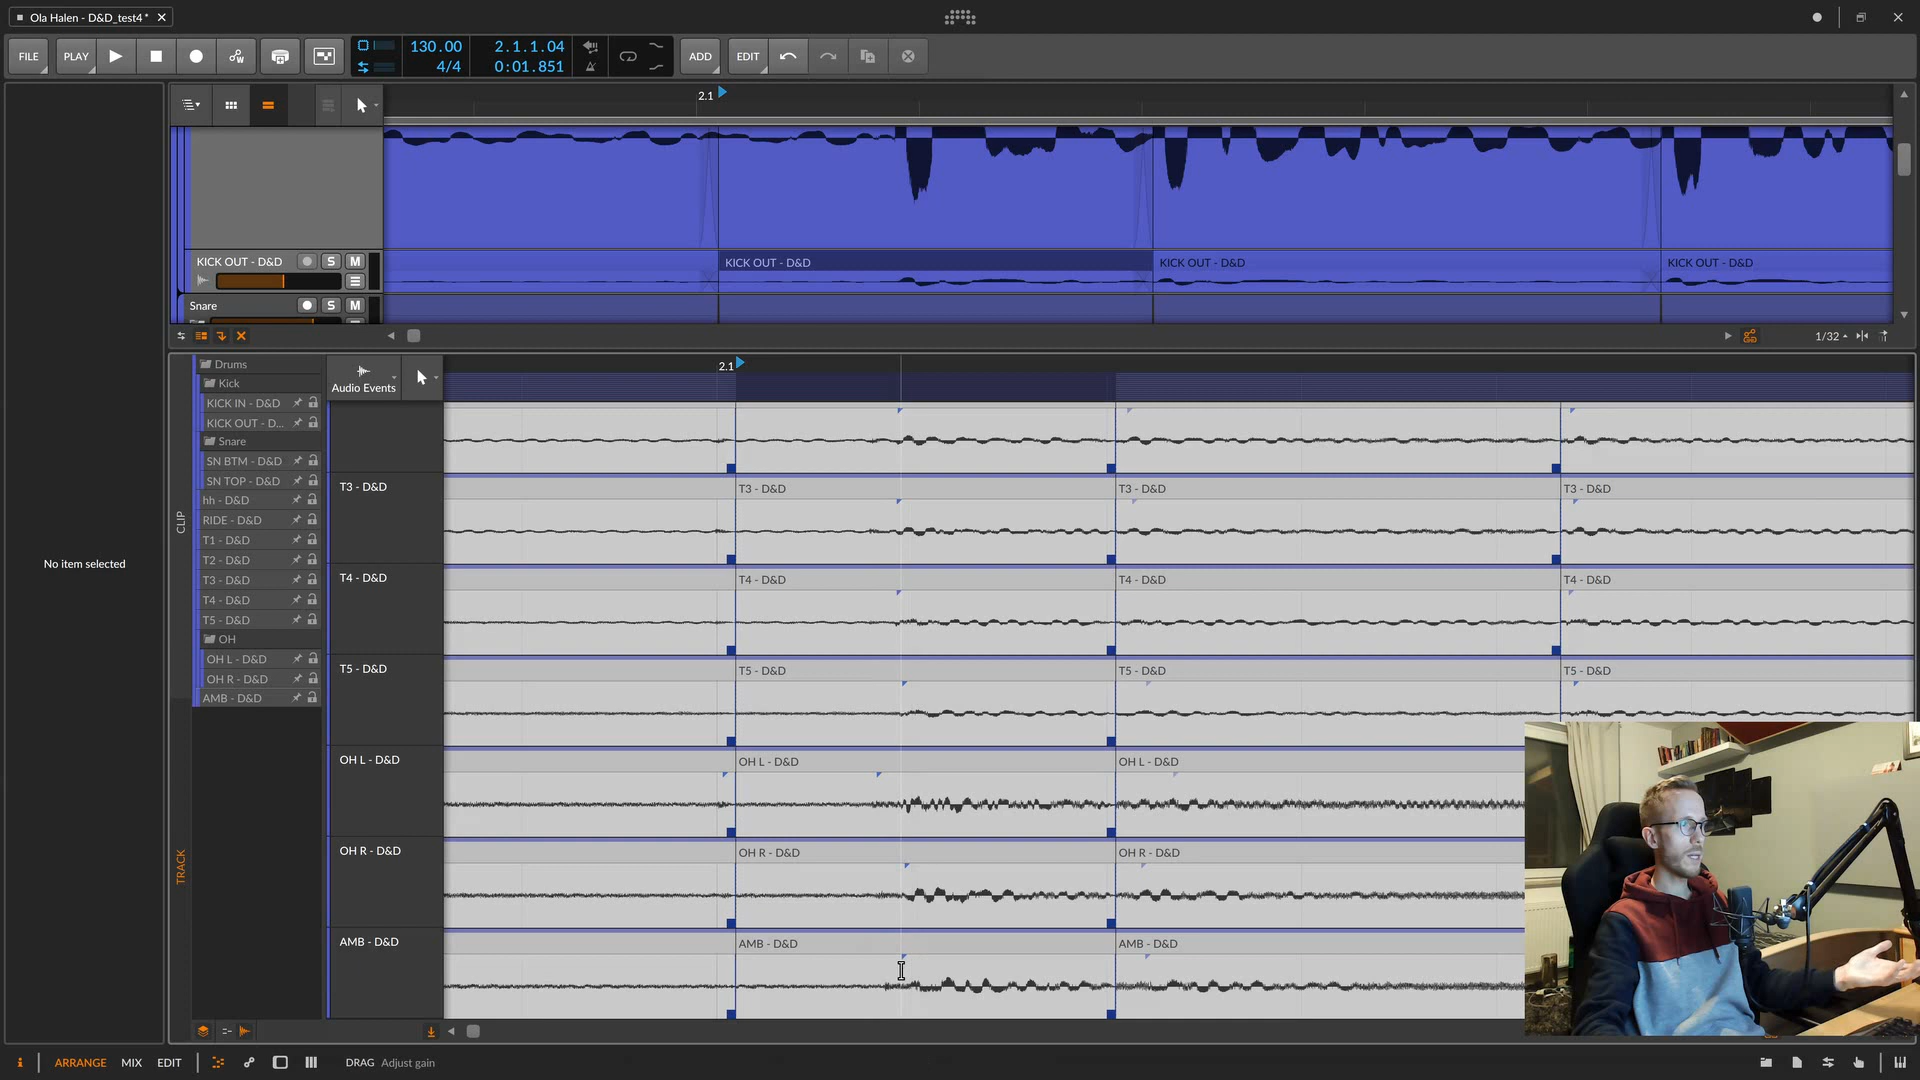 Ola Halen - D&D_test4*
FILE
PLAY
130.00
4/4
2.1.1.04
0:01.851
ADD
EDIT
2.1
KICK OUT - D&D
S
M
KICK OUT - D&D
KICK OUT - D&D
KICK OUT - D&D
Snare
S
M
1/32
Drums
Kick
KICK IN - D&D
KICK OUT - D...
Snare
SN BTM - D&D
SN TOP - D&D
hh - D&D
RIDE - D&D
T1 - D&D
T2 - D&D
T3 - D&D
T4 - D&D
T5 - D&D
OH
OH L - D&D
OH R - D&D
AMB - D&D
CLIP
TRACK
Audio Events
2.1
T3 - D&D
T3 - D&D
T3 - D&D
T3 - D&D
T4 - D&D
T4 - D&D
T4 - D&D
T4 - D&D
T5 - D&D
T5 - D&D
T5 - D&D
T5 - D&D
OH L - D&D
OH L - D&D
OH L - D&D
OH R - D&D
OH R - D&D
OH R - D&D
AMB - D&D
AMB - D&D
AMB - D&D
No item selected
i
ARRANGE
MIX
EDIT
DRAG Adjust gain